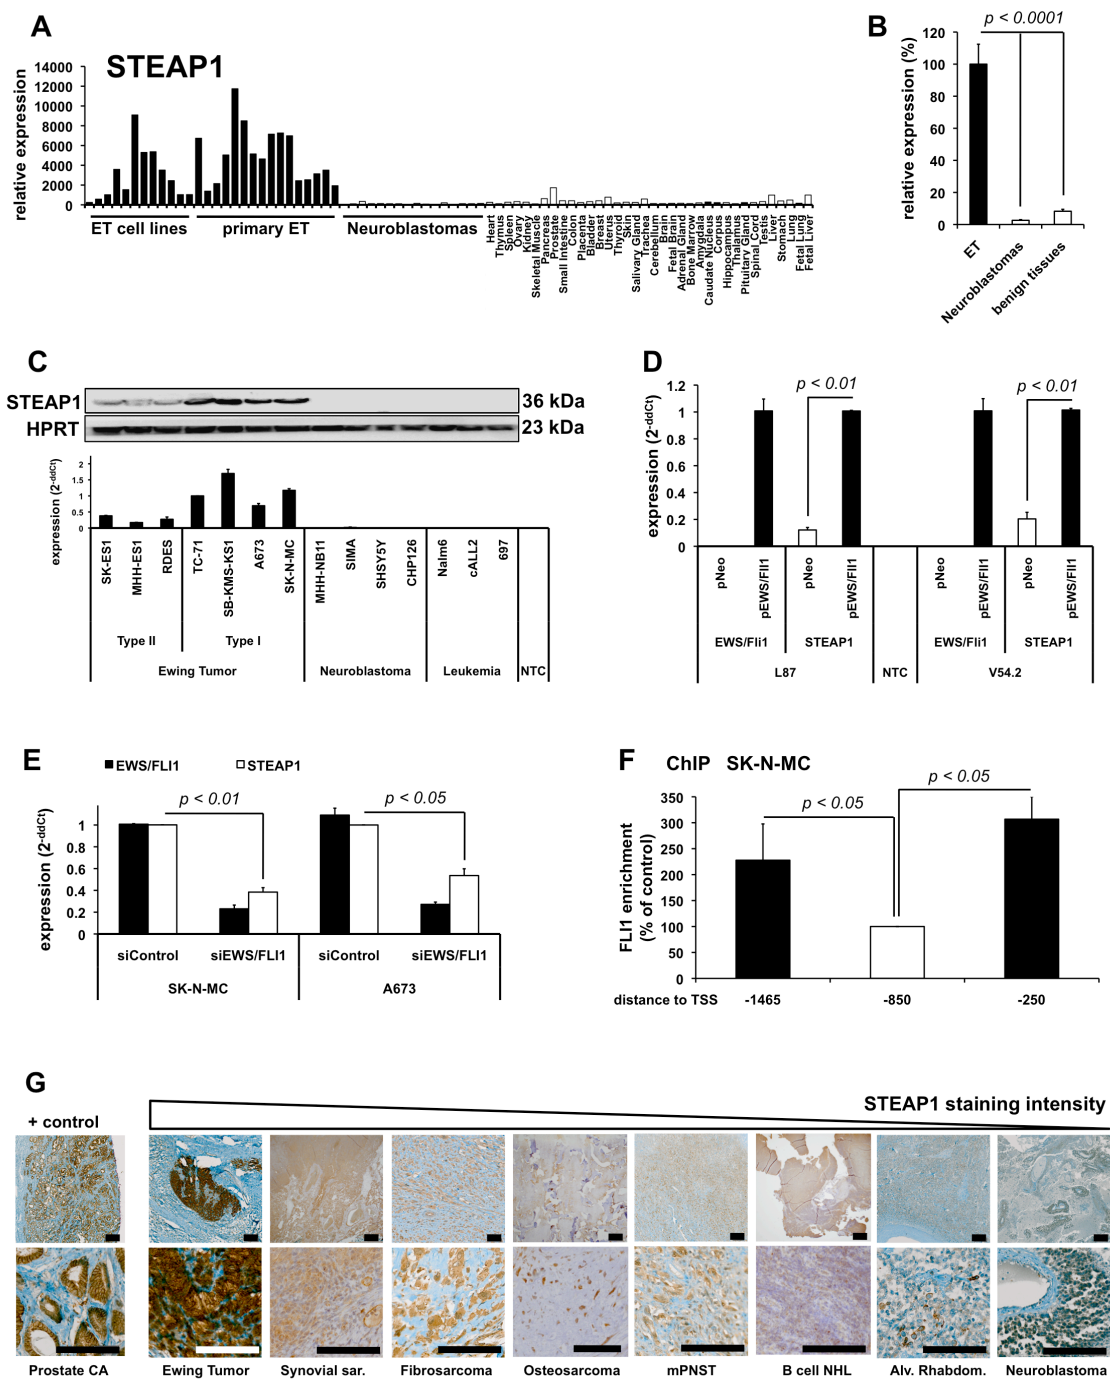 A
STEAP1
relative expression
14000
12000
10000
8000
6000
4000
2000
0
ET cell lines
primary ET
Neuroblastomas
Heart
Thymus
Spleen
Ovary
Kidney
Skeletal Muscle
Pancreas
Prostate
Small Intestine
Colon
Placenta
Bladder
Breast
Uterus
Thyroid
Skin
Salivary Gland
Trachea
Cerebellum
Brain
Fetal Brain
Adrenal Gland
Bone Marrow
Amygdala
Caudate Nucleus
Corpus
Hippocampus
Thalamus
Pituitary Gland
Spinal Cord
Testis
Liver
Stomach
Lung
Fetal Lung
Fetal Liver
B
p < 0.0001
relative expression (%)
120
100
80
60
40
20
0
ET
Neuroblastomas
benign tissues
C
STEAP1
36 kDa
HPRT
23 kDa
expression (2-ddCt)
2
1.5
1
0.5
0
SK-ES1
MHH-ES1
RDES
TC-71
SB-KMS-KS1
A673
SK-N-MC
MHH-NB11
SIMA
SHSY5Y
CHP126
Nalm6
cALL2
697
Type II
Type I
Ewing Tumor
Neuroblastoma
Leukemia
NTC
D
p < 0.01
p < 0.01
expression (2-ddCt)
1.2
1
0.8
0.6
0.4
0.2
0
pNeo
pEWS/Fli1
pNeo
pEWS/Fli1
pNeo
pEWS/Fli1
pNeo
pEWS/Fli1
EWS/Fli1
STEAP1
EWS/Fli1
STEAP1
L87
NTC
V54.2
E
EWS/FLI1
STEAP1
p < 0.01
p < 0.05
expression (2-ddCt)
1
0.8
0.6
0.4
0.2
0
siControl
siEWS/FLI1
siControl
siEWS/FLI1
SK-N-MC
A673
F
ChIP SK-N-MC
p < 0.05
p < 0.05
FLI1 enrichment
(% of control)
350
300
250
200
150
100
50
0
distance to TSS
-1465
-850
-250
G
STEAP1 staining intensity
+ control
Prostate CA
Ewing Tumor
Synovial sar.
Fibrosarcoma
Osteosarcoma
mPNST
B cell NHL
Alv. Rhabdom.
Neuroblastoma